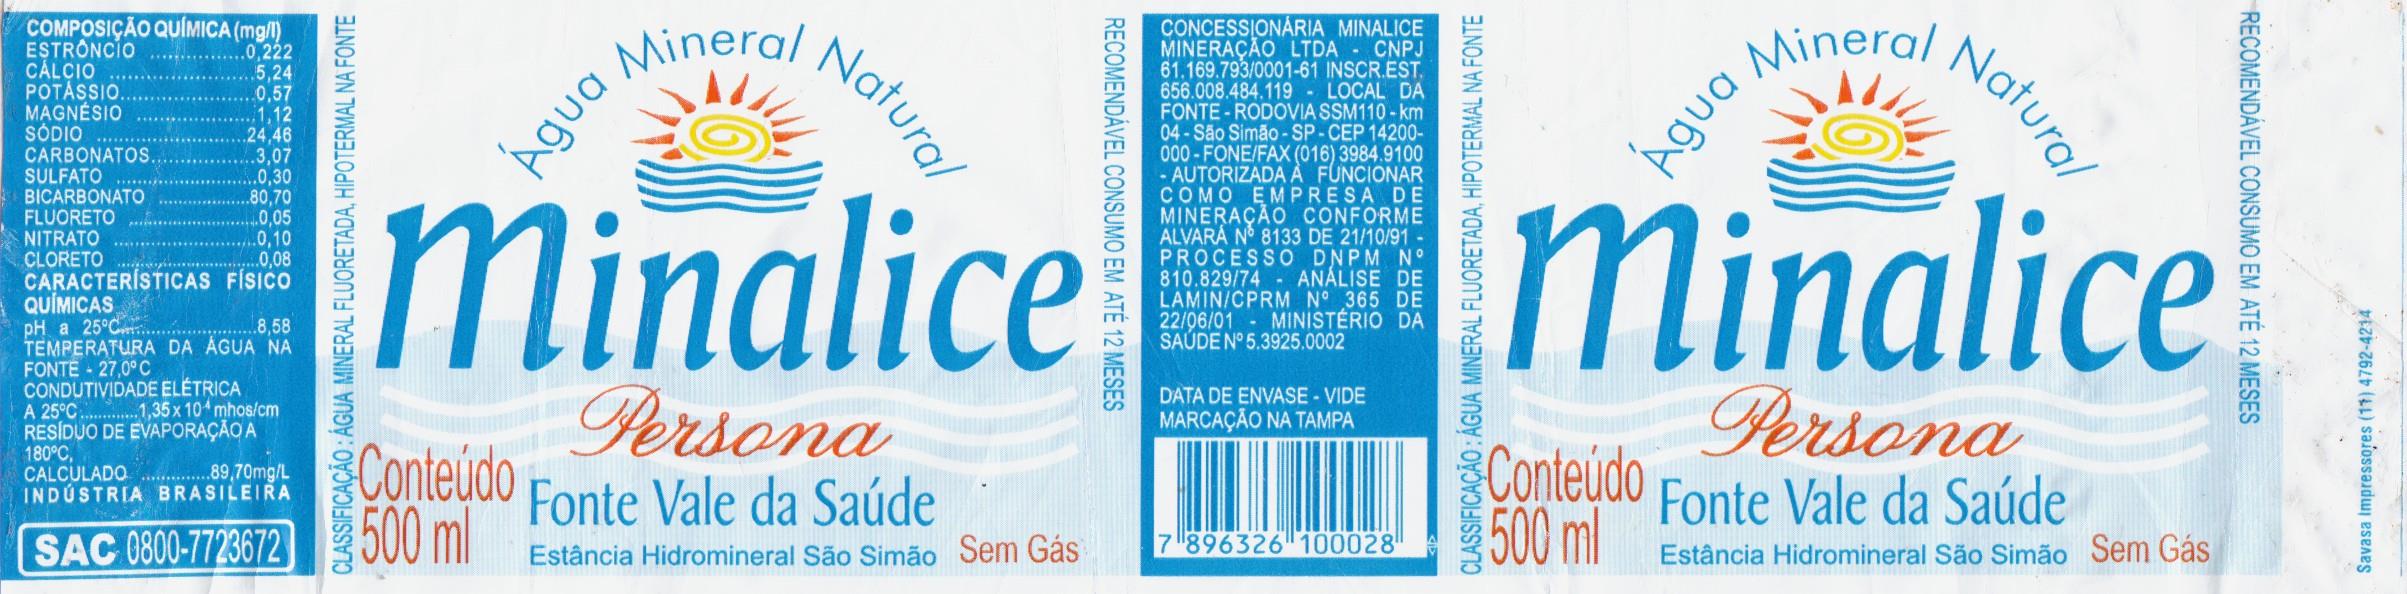 COMPOSIÇÃO QUÍMICA (mg/l)
ESTRÔNCIO ....................0,222
CÁLCIO ....................5,24
POTÁSSIO....................0,57
MAGNÉSIO ....................1,12
SÓDIO ....................24,46
CARBONATOS..................3,07
SULFATO ....................0,30
BICARBONATO ................80,70
FLUORETO ....................0,05
NITRATO ....................0,10
CLORETO ....................0,08
CARACTERÍSTICAS FÍSICO
QUÍMICAS
pH a 25ºC.....................8,58
TEMPERATURA DA ÁGUA NA
FONTE - 27,0ºC
CONDUTIVIDADE ELÉTRICA
A 25ºC............1,35 x 10⁻⁴ mhos/cm
RESÍDUO DE EVAPORAÇÃO A
180ºC,
CALCULADO ..............89,70mg/L
INDÚSTRIA BRASILEIRA
SAC 0800-7723672
CLASSIFICAÇÃO : ÁGUA MINERAL FLUORETADA, HIPOTERMAL NA FONTE
Água Mineral Natural
Minalice
Persona
Conteúdo
500 ml
Fonte Vale da Saúde
Estância Hidromineral São Simão
Sem Gás
RECOMENDÁVEL CONSUMO EM ATÉ 12 MESES
CONCESSIONÁRIA MINALICE
MINERAÇÃO LTDA - CNPJ
61.169.793/0001-61 INSCR.EST.
656.008.484.119 - LOCAL DA
FONTE - RODOVIA SSM110 - km
04 - São Simão - SP - CEP 14200-
000 - FONE/FAX (016) 3984.9100
- AUTORIZADA À FUNCIONAR
COMO EMPRESA DE
MINERAÇÃO CONFORME
ALVARÁ Nº 8133 DE 21/10/91 -
PROCESSO DNPM Nº
810.829/74 - ANÁLISE DE
LAMIN/CPRM Nº 365 DE
22/06/01 - MINISTÉRIO DA
SAÚDE Nº 5.3925.0002
DATA DE ENVASE - VIDE
MARCAÇÃO NA TAMPA
7 896326 100028
CLASSIFICAÇÃO : ÁGUA MINERAL FLUORETADA, HIPOTERMAL NA FONTE
Água Mineral Natural
Minalice
Persona
Conteúdo
500 ml
Fonte Vale da Saúde
Estância Hidromineral São Simão
Sem Gás
RECOMENDÁVEL CONSUMO EM ATÉ 12 MESES
Savasa Impressores (11) 4792-4214